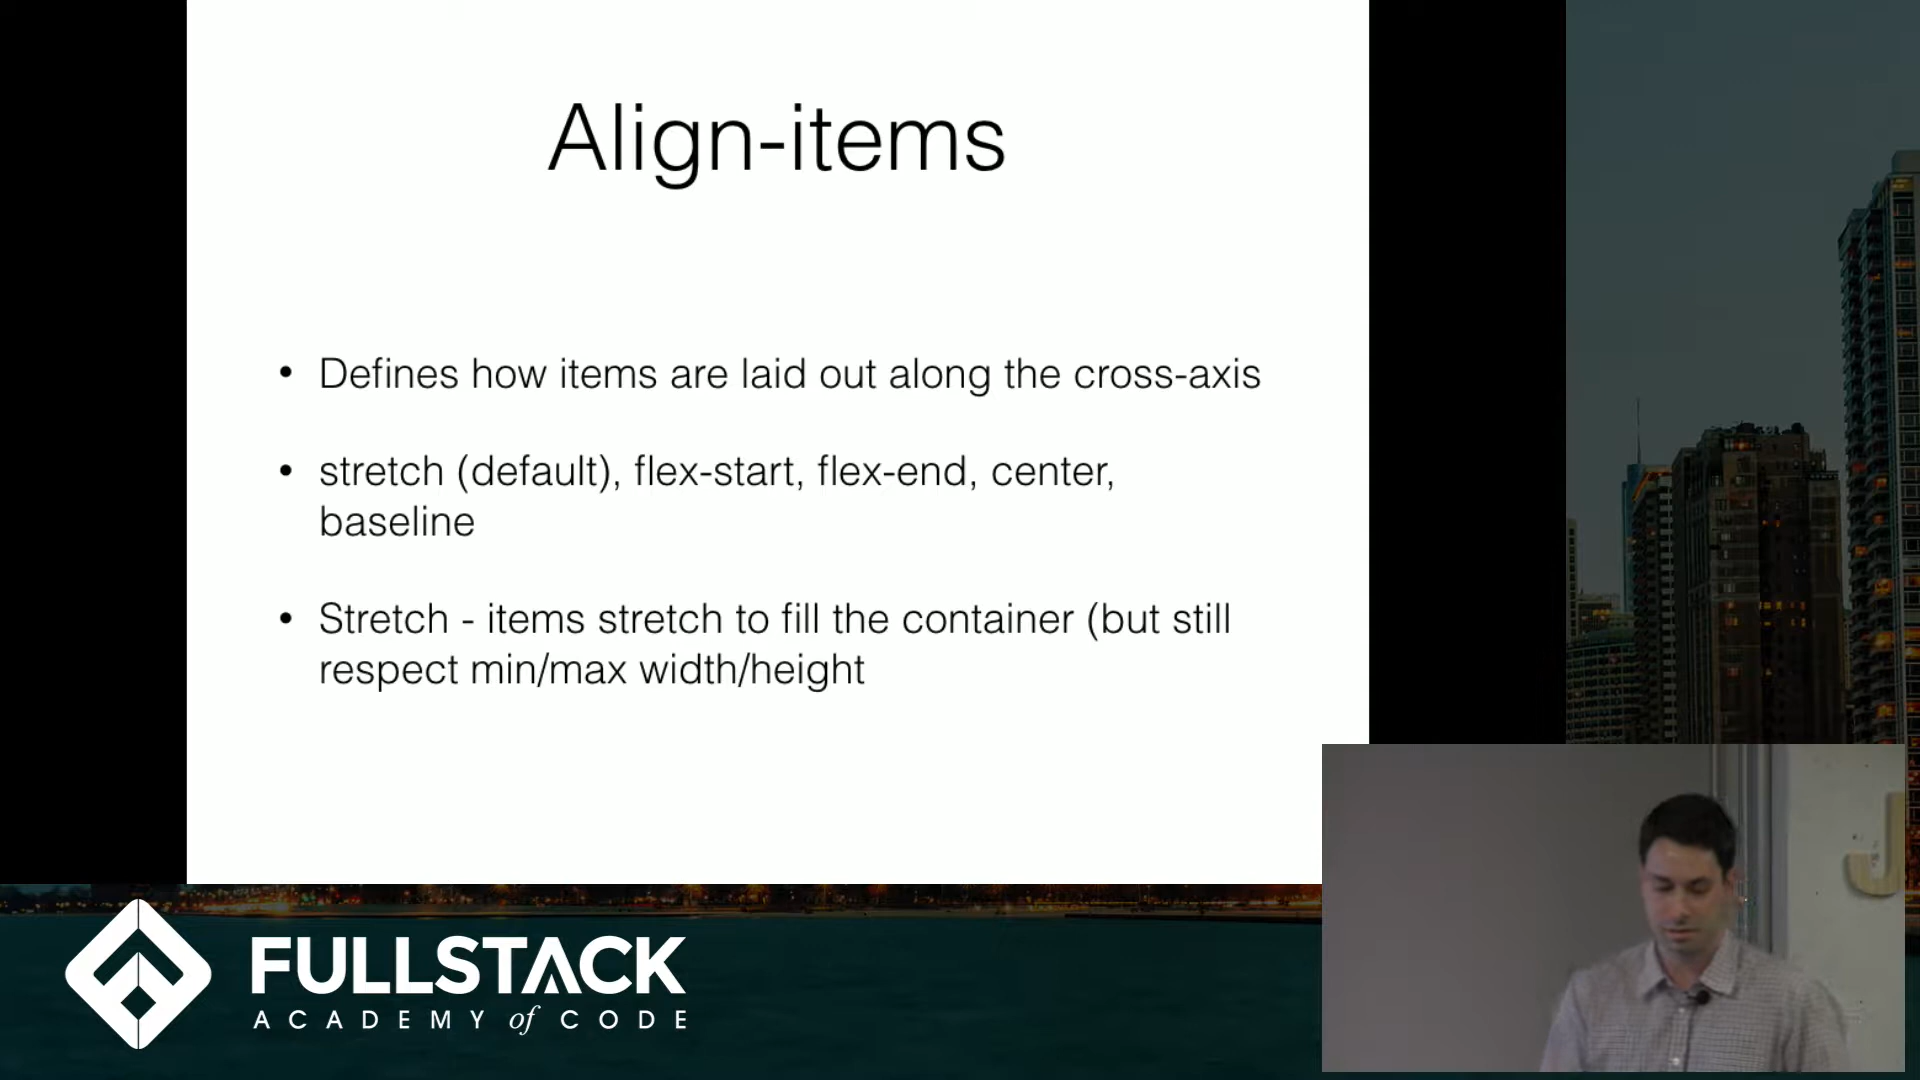 Align-items
• Defines how items are laid out along the cross-axis
• stretch (default), flex-start, flex-end, center,
baseline
• Stretch - items stretch to fill the container (but still
respect min/max width/height
J
FULLSTACK
ACADEMY of CODE